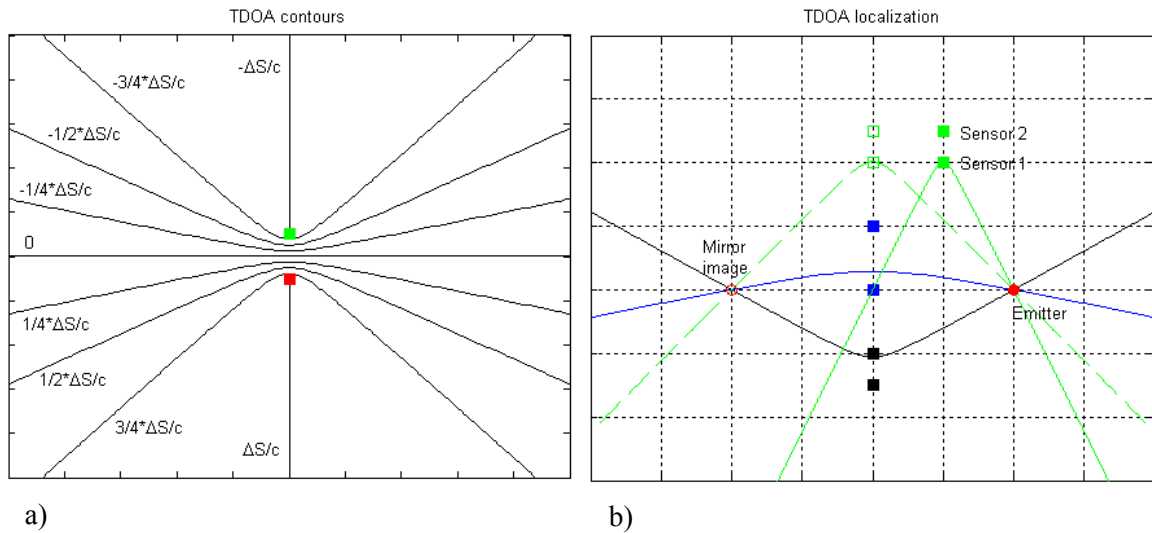 TDOA contours
-ΔS/c
-3/4*ΔS/c
-1/2*ΔS/c
-1/4*ΔS/c
0
1/4*ΔS/c
1/2*ΔS/c
3/4*ΔS/c
ΔS/c
a)
TDOA localization
Sensor 2
Sensor 1
Mirror
image
Emitter
b)